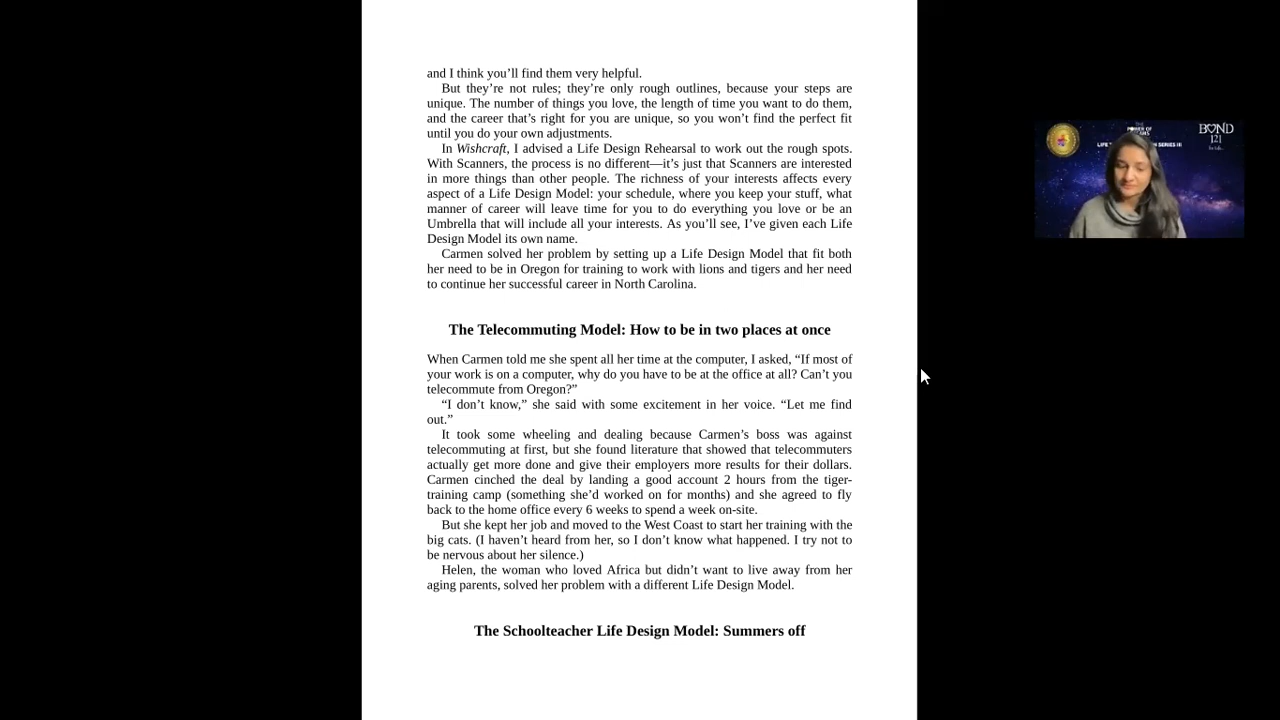 and I think you’ll find them very helpful.
But they’re not rules; they’re only rough outlines, because your steps are
unique. The number of things you love, the length of time you want to do them,
and the career that’s right for you are unique, so you won’t find the perfect fit
until you do your own adjustments.
In Wishcraft, I advised a Life Design Rehearsal to work out the rough spots.
With Scanners, the process is no different—it’s just that Scanners are interested
in more things than other people. The richness of your interests affects every
aspect of a Life Design Model: your schedule, where you keep your stuff, what
manner of career will leave time for you to do everything you love or be an
Umbrella that will include all your interests. As you’ll see, I’ve given each Life
Design Model its own name.
Carmen solved her problem by setting up a Life Design Model that fit both
her need to be in Oregon for training to work with lions and tigers and her need
to continue her successful career in North Carolina.
The Telecommuting Model: How to be in two places at once
When Carmen told me she spent all her time at the computer, I asked, “If most of
your work is on a computer, why do you have to be at the office at all? Can’t you
telecommute from Oregon?”
“I don’t know,” she said with some excitement in her voice. “Let me find
out.”
It took some wheeling and dealing because Carmen’s boss was against
telecommuting at first, but she found literature that showed that telecommuters
actually get more done and give their employers more results for their dollars.
Carmen cinched the deal by landing a good account 2 hours from the tiger-
training camp (something she’d worked on for months) and she agreed to fly
back to the home office every 6 weeks to spend a week on-site.
But she kept her job and moved to the West Coast to start her training with the
big cats. (I haven’t heard from her, so I don’t know what happened. I try not to
be nervous about her silence.)
Helen, the woman who loved Africa but didn’t want to live away from her
aging parents, solved her problem with a different Life Design Model.
The Schoolteacher Life Design Model: Summers off
THE
POWER OF
LIFE
SERIES III
BOND
121